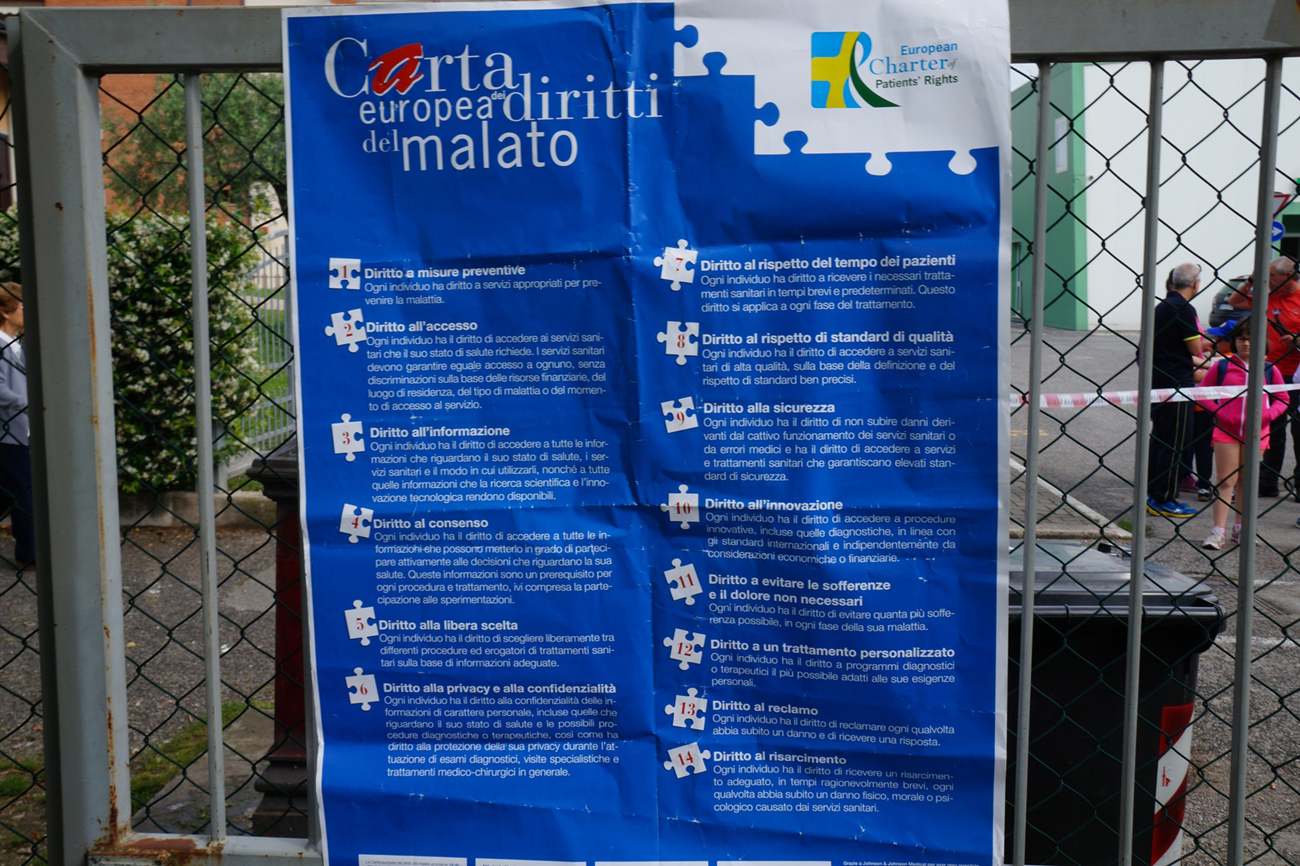 Carta
europea dei diritti
del malato
European
Charter of
Patients' Rights
1 Diritto a misure preventive
Ogni individuo ha diritto a servizi appropriati per pre-
venire la malattia.
2 Diritto all'accesso
Ogni individuo ha il diritto di accedere ai servizi sani-
tari che il suo stato di salute richiede. I servizi sanitari
devono garantire eguale accesso a ognuno, senza
discriminazioni sulla base delle risorse finanziarie, del
luogo di residenza, del tipo di malattia o del momen-
to di accesso al servizio.
3 Diritto all'informazione
Ogni individuo ha il diritto di accedere a tutte le infor-
mazioni che riguardano il suo stato di salute, i ser-
vizi sanitari e il modo in cui utilizzarli, nonché a tutte
quelle informazioni che la ricerca scientifica e l'inno-
vazione tecnologica rendono disponibili.
4 Diritto al consenso
Ogni individuo ha il diritto di accedere a tutte le in-
formazioni che possono metterlo in grado di parteci-
pare attivamente alle decisioni che riguardano la sua
salute. Queste informazioni sono un prerequisito per
ogni procedura e trattamento, ivi compresa la parte-
cipazione alle sperimentazioni.
5 Diritto alla libera scelta
Ogni individuo ha il diritto di scegliere liberamente tra
differenti procedure ed erogatori di trattamenti sani-
tari sulla base di informazioni adeguate.
6 Diritto alla privacy e alla confidenzialità
Ogni individuo ha il diritto alla confidenzialità delle in-
formazioni di carattere personale, incluse quelle che
riguardano il suo stato di salute e le possibili pro-
cedure diagnostiche o terapeutiche, così come ha
diritto alla protezione della sua privacy durante l'at-
tuazione di esami diagnostici, visite specialistiche e
trattamenti medico-chirurgici in generale.
7 Diritto al rispetto del tempo dei pazienti
Ogni individuo ha diritto a ricevere i necessari tratta-
menti sanitari in tempi brevi e predeterminati. Questo
diritto si applica a ogni fase del trattamento.
8 Diritto al rispetto di standard di qualità
Ogni individuo ha il diritto di accedere a servizi sani-
tari di alta qualità, sulla base della definizione e del
rispetto di standard ben precisi.
9 Diritto alla sicurezza
Ogni individuo ha il diritto di non subire danni deri-
vanti dal cattivo funzionamento dei servizi sanitari o
da errori medici e ha il diritto di accedere a servizi
e trattamenti sanitari che garantiscano elevati stan-
dard di sicurezza.
10 Diritto all'innovazione
Ogni individuo ha il diritto di accedere a procedure
innovative, incluse quelle diagnostiche, in linea con
gli standard internazionali e indipendentemente da
considerazioni economiche o finanziarie.
11 Diritto a evitare le sofferenze
e il dolore non necessari
Ogni individuo ha il diritto di evitare quanta più soffe-
renza possibile, in ogni fase della sua malattia.
12 Diritto a un trattamento personalizzato
Ogni individuo ha il diritto a programmi diagnostici
o terapeutici il più possibile adatti alle sue esigenze
personali.
13 Diritto al reclamo
Ogni individuo ha il diritto di reclamare ogni qualvolta
abbia subito un danno e di ricevere una risposta.
14 Diritto al risarcimento
Ogni individuo ha il diritto di ricevere un risarcimen-
to adeguato, in tempi ragionevolmente brevi, ogni
qualvolta abbia subito un danno fisico, morale o psi-
cologico causato dai servizi sanitari.
Grazie a Johnson & Johnson Medical per aver reso